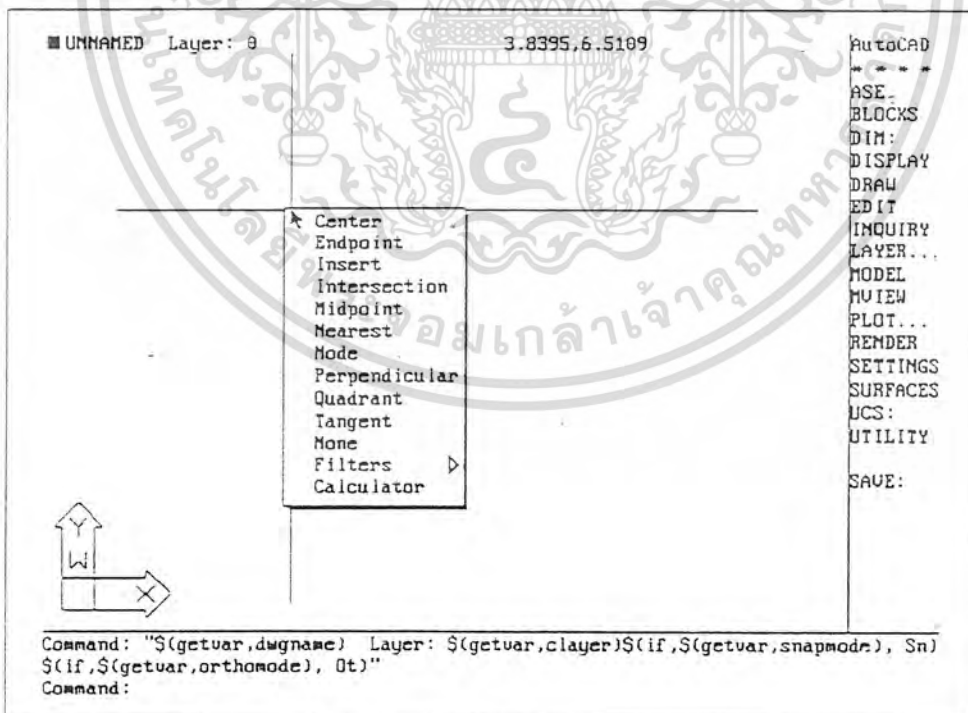 UNNAMED Layer: 0 3.8395,6.5109
AutoCAD
* * * *
ASE
BLOCKS
DIM:
DISPLAY
DRAW
EDIT
INQUIRY
LAYER...
MODEL
MVIEW
PLOT...
RENDER
SETTINGS
SURFACES
UCS:
UTILITY
SAVE:
Center
Endpoint
Insert
Intersection
Midpoint
Nearest
Node
Perpendicular
Quadrant
Tangent
None
Filters
Calculator
Y
W
X
Command: "$(getvar,dwgname) Layer: $(getvar,clayer)$(if,$(getvar,snapmode), Sn)
$(if,$(getvar,orthomode), Ot)"
Command: